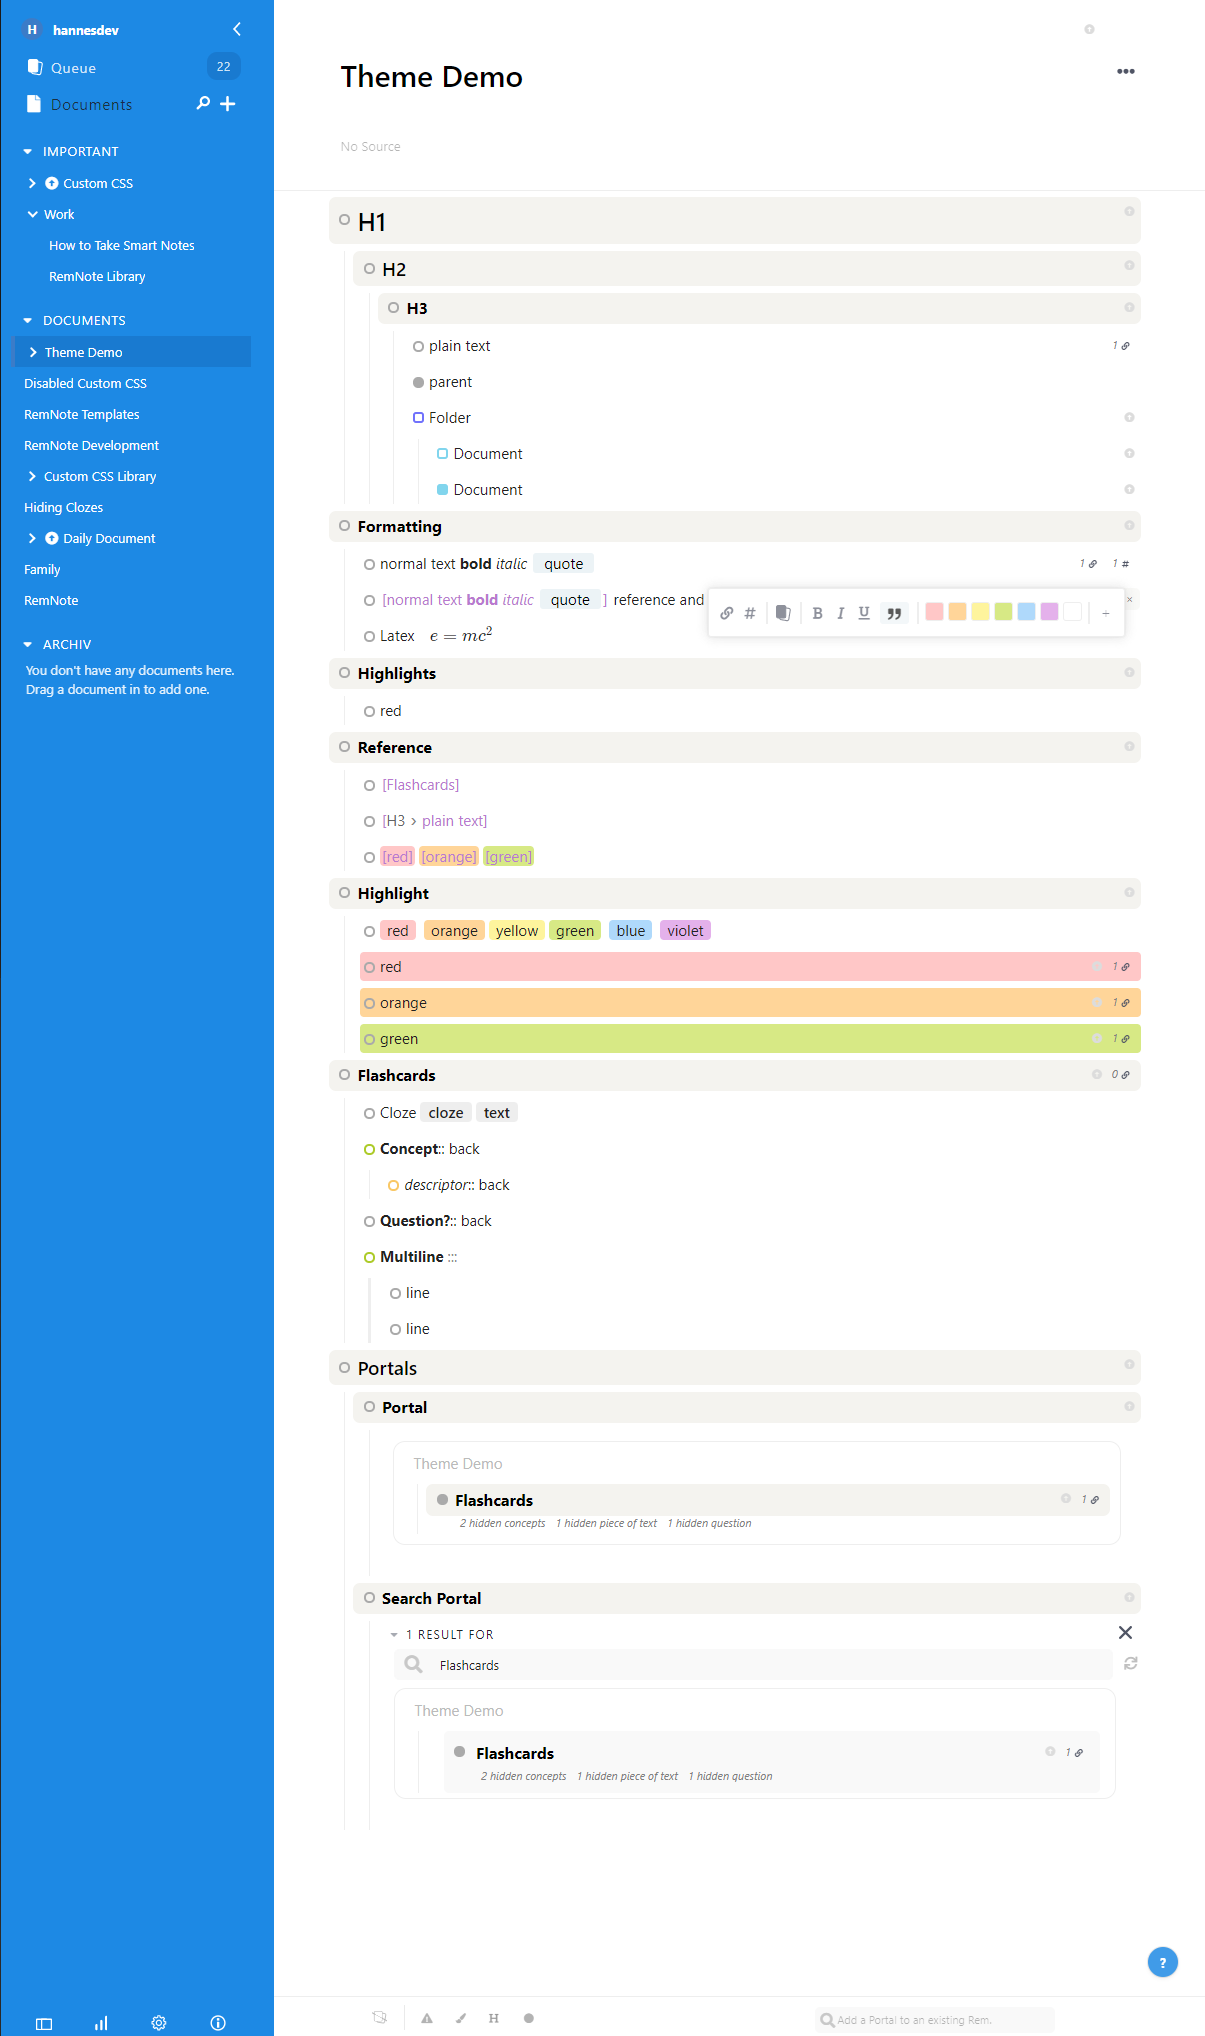 H hannesdev
Queue 22
Documents
IMPORTANT
Custom CSS
Work
How to Take Smart Notes
RemNote Library
DOCUMENTS
Theme Demo
Disabled Custom CSS
RemNote Templates
RemNote Development
Custom CSS Library
Hiding Clozes
Daily Document
Family
RemNote
ARCHIV
You don't have any documents here.
Drag a document in to add one.
Theme Demo
No Source
H1
H2
H3
plain text 1
parent
Folder
Document
Document
Formatting
normal text bold italic quote 1 1 #
[normal text bold italic quote ] reference and
# B I U ” +
Latex e = mc²
Highlights
red
Reference
[Flashcards]
[H3 › plain text]
[red] [orange] [green]
Highlight
red orange yellow green blue violet
red 1
orange 1
green 1
Flashcards 0
Cloze cloze text
Concept:: back
descriptor:: back
Question?:: back
Multiline :::
line
line
Portals
Portal
Theme Demo
Flashcards 1
2 hidden concepts 1 hidden piece of text 1 hidden question
Search Portal
1 RESULT FOR
Flashcards
Theme Demo
Flashcards 1
2 hidden concepts 1 hidden piece of text 1 hidden question
?
H
Add a Portal to an existing Rem.